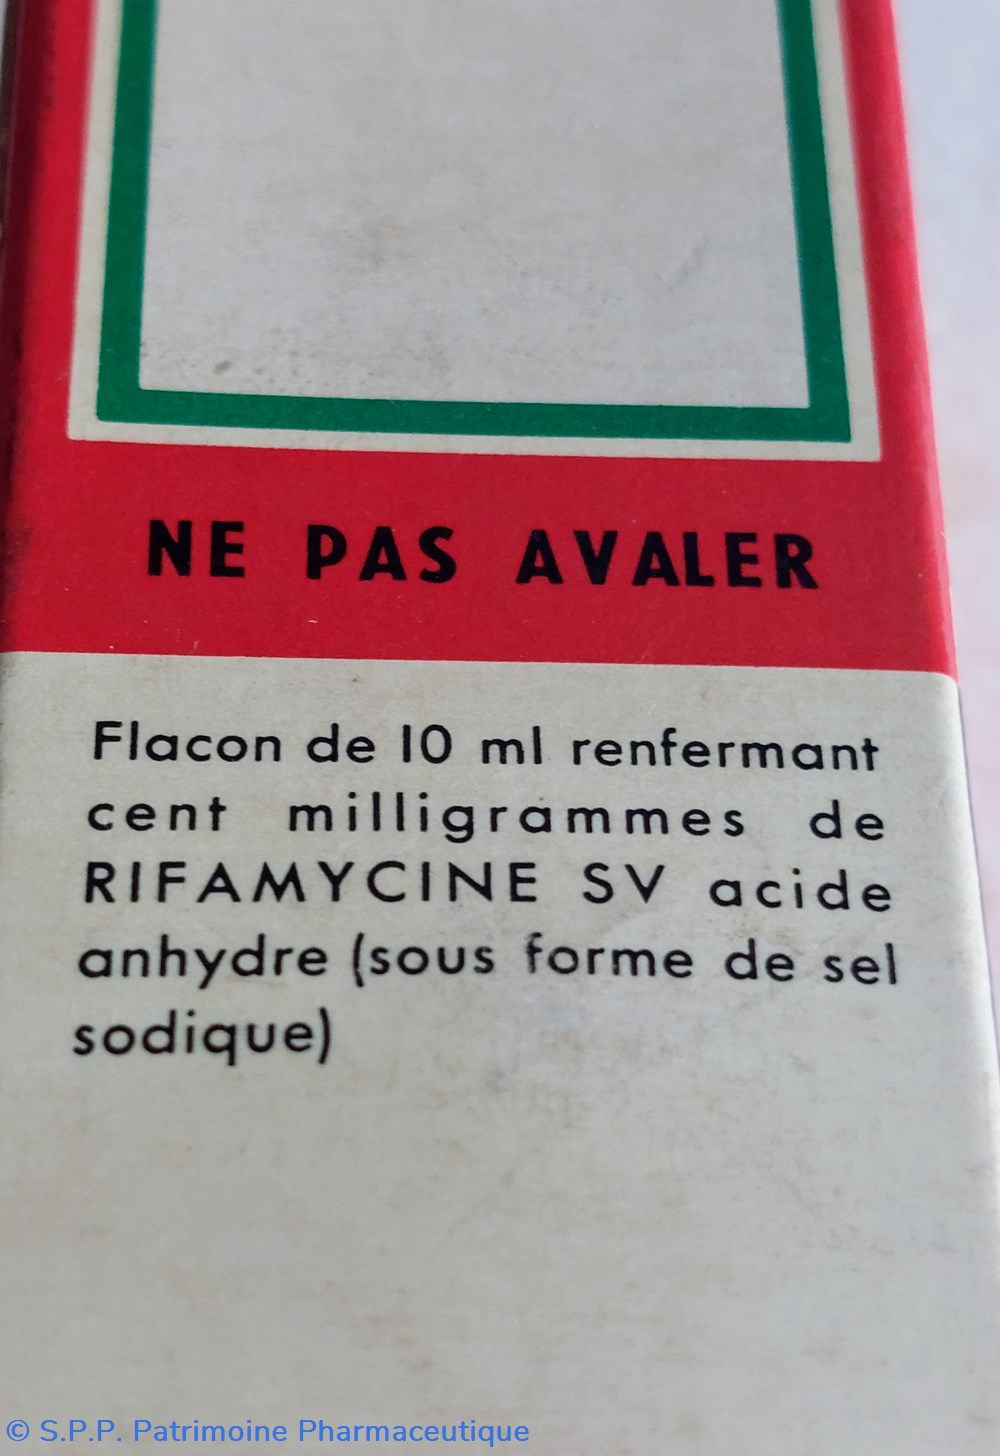 NE PAS AVALER
Flacon de 10 ml renfermant
cent milligrammes de
RIFAMYCINE SV acide
anhydre (sous forme de sel
sodique)
© S.P.P. Patrimoine Pharmaceutique